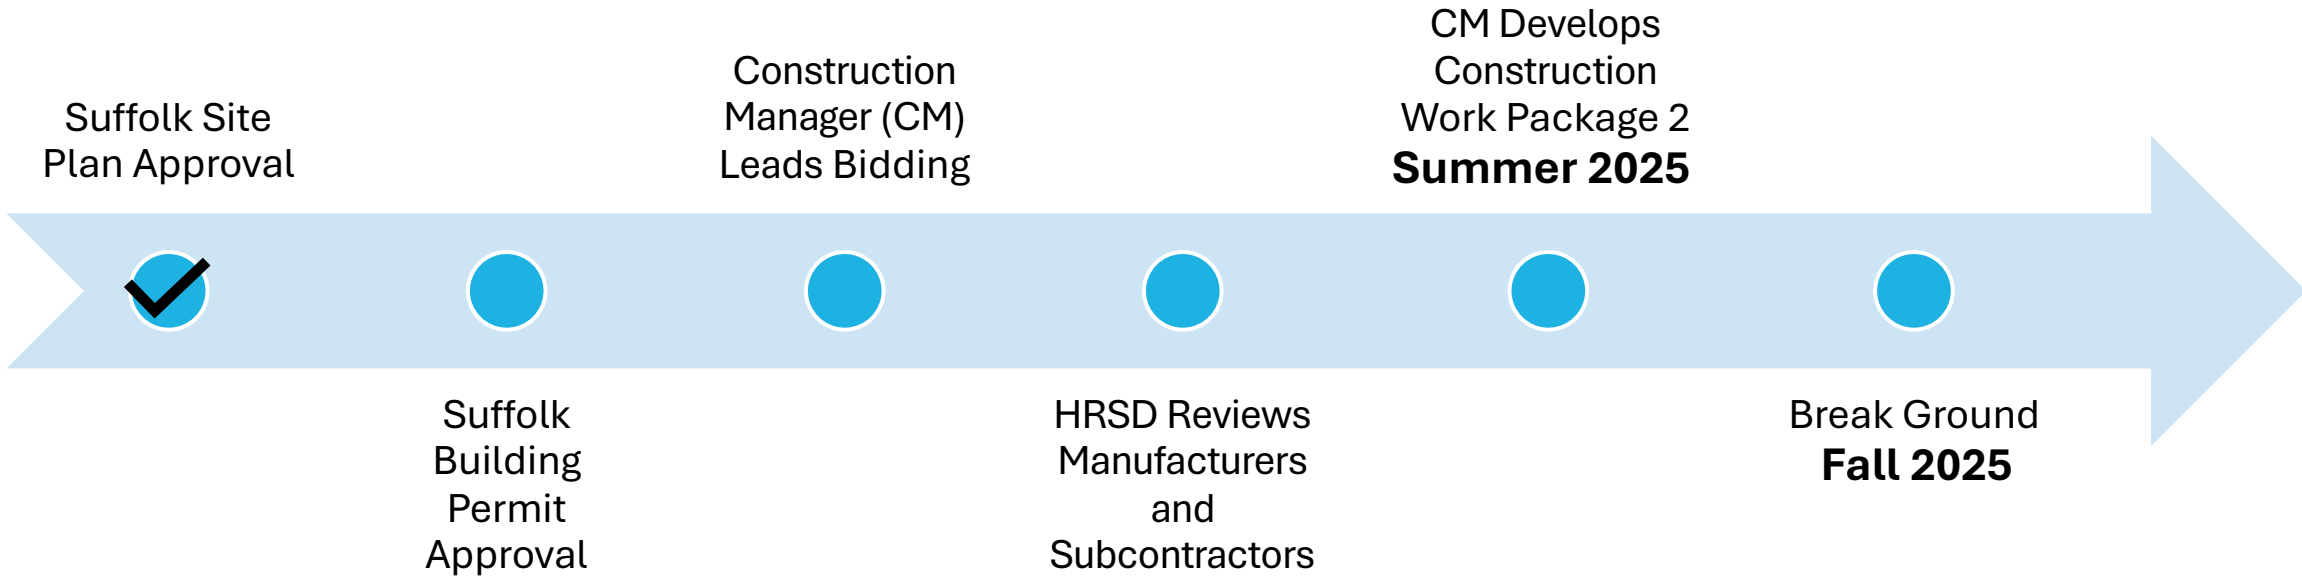 Suffolk Site
Plan Approval
Suffolk
Building
Permit
Approval
Construction
Manager (CM)
Leads Bidding
HRSD Reviews
Manufacturers
and
Subcontractors
CM Develops
Construction
Work Package 2
Summer 2025
Break Ground
Fall 2025